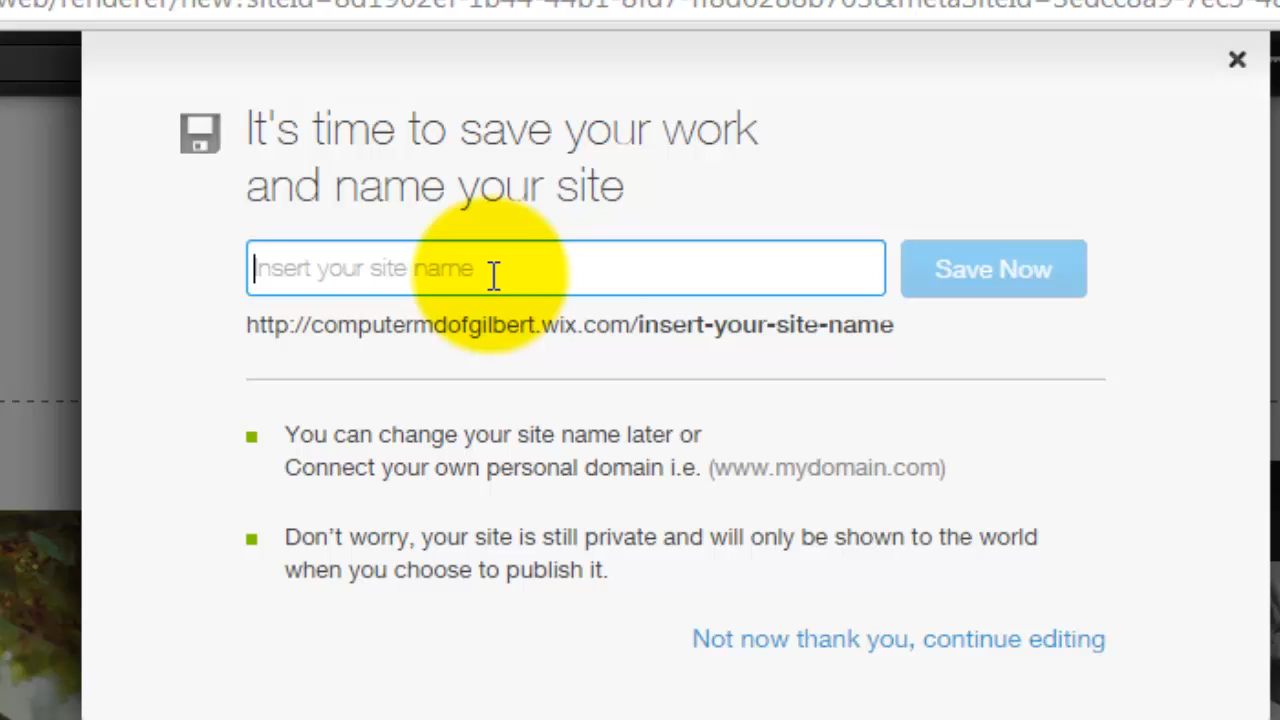 It's time to save your work
and name your site
Insert your site name
Save Now
http://computermdofgilbert.wix.com/insert-your-site-name
You can change your site name later or
Connect your own personal domain i.e. (www.mydomain.com)
Don't worry, your site is still private and will only be shown to the world
when you choose to publish it.
Not now thank you, continue editing